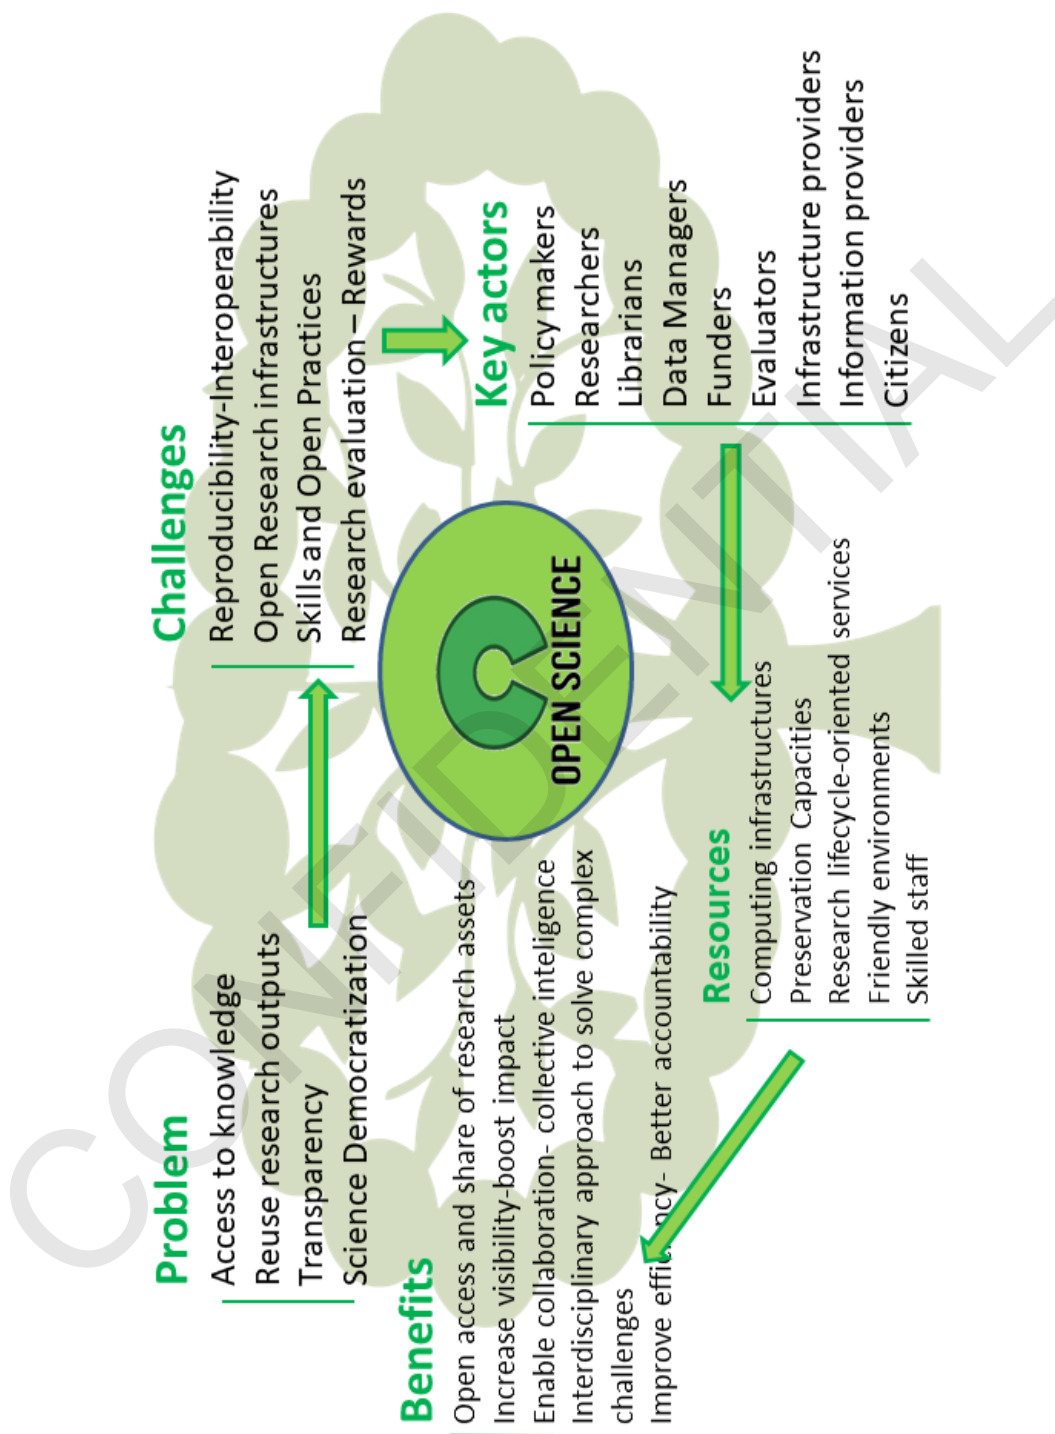 Problem
Access to knowledge
Reuse research outputs
Transparency
Science Democratization
Challenges
Reproducibility-Interoperability
Open Research infrastructures
Skills and Open Practices
Research evaluation – Rewards
Key actors
Policy makers
Researchers
Librarians
Data Managers
Funders
Evaluators
Infrastructure providers
Information providers
Citizens
Resources
Computing infrastructures
Preservation Capacities
Research lifecycle-oriented services
Friendly environments
Skilled staff
Benefits
Open access and share of research assets
Increase visibility-boost impact
Enable collaboration- collective inteligence
Interdisciplinary approach to solve complex
challenges
Improve efficiency- Better accountability
OPEN SCIENCE
CONFIDENTIAL